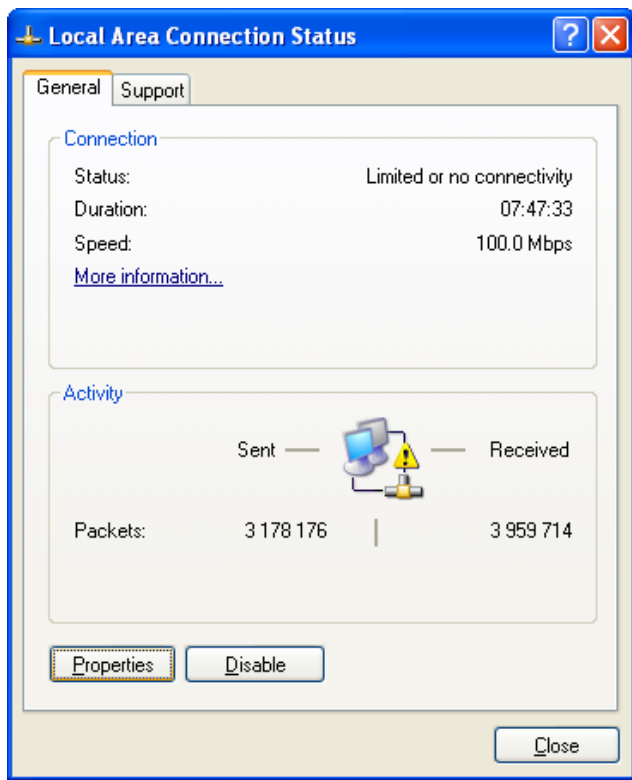 Local Area Connection Status
General Support
Connection
Status: Limited or no connectivity
Duration: 07:47:33
Speed: 100.0 Mbps
More information...
Activity
Sent Received
Packets: 3 178 176 3 959 714
Properties Disable
Close